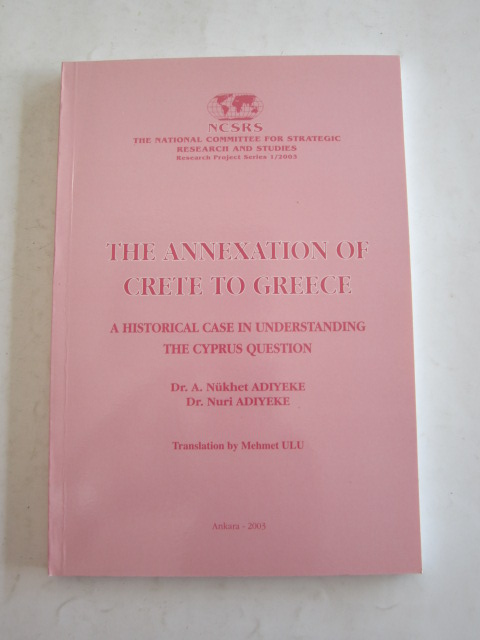 NCSRS
THE NATIONAL COMMITTEE FOR STRATEGIC
RESEARCH AND STUDIES
Research Project Series 1/2003
THE ANNEXATION OF
CRETE TO GREECE
A HISTORICAL CASE IN UNDERSTANDING
THE CYPRUS QUESTION
Dr. A. Nükhet ADIYEKE
Dr. Nuri ADIYEKE
Translation by Mehmet ULU
Ankara - 2003